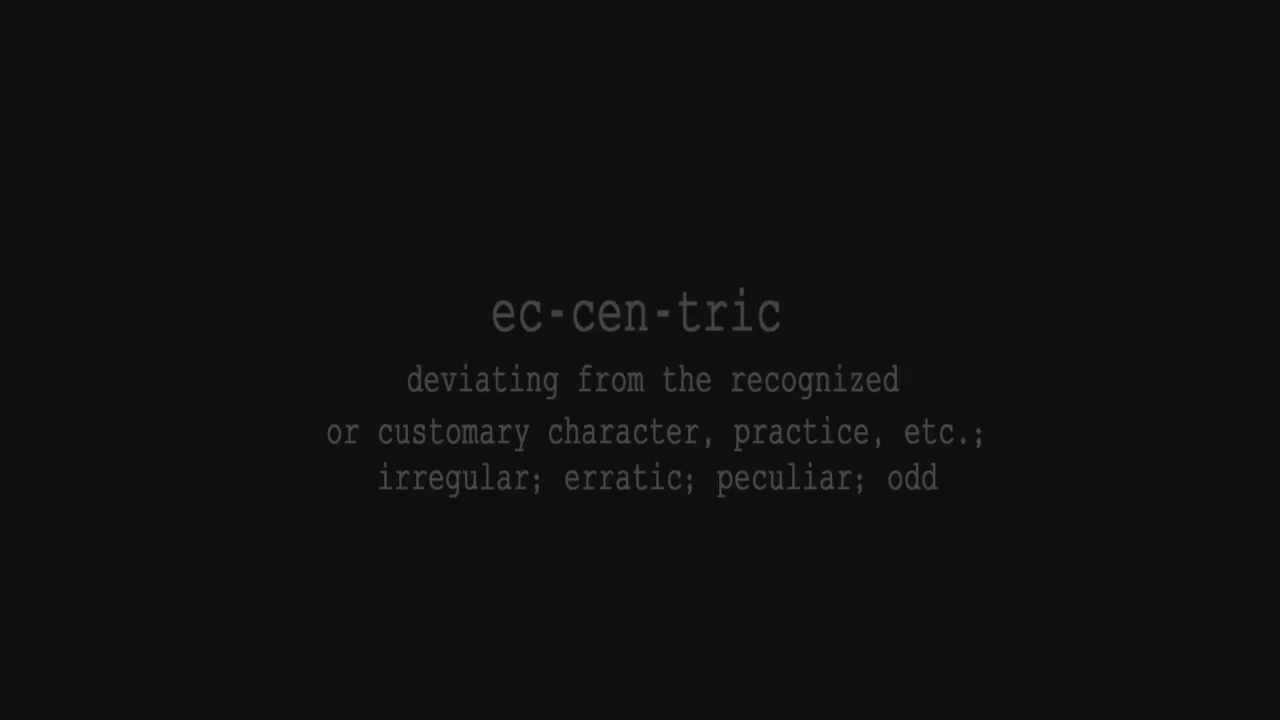 ec-cen-tric
deviating from the recognized
or customary character, practice, etc.;
irregular; erratic; peculiar; odd